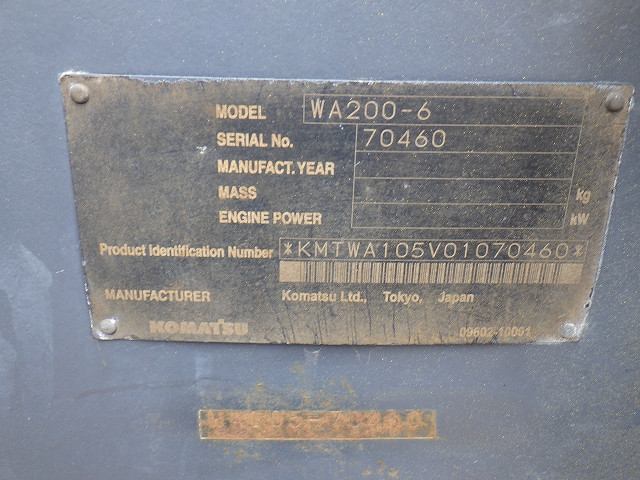 MODEL WA200-6
SERIAL No. 70460
MANUFACT. YEAR
MASS kg
ENGINE POWER kW
Product Identification Number *KMTWA105V01070460*
MANUFACTURER Komatsu Ltd., Tokyo, Japan
KOMATSU 09602-10001